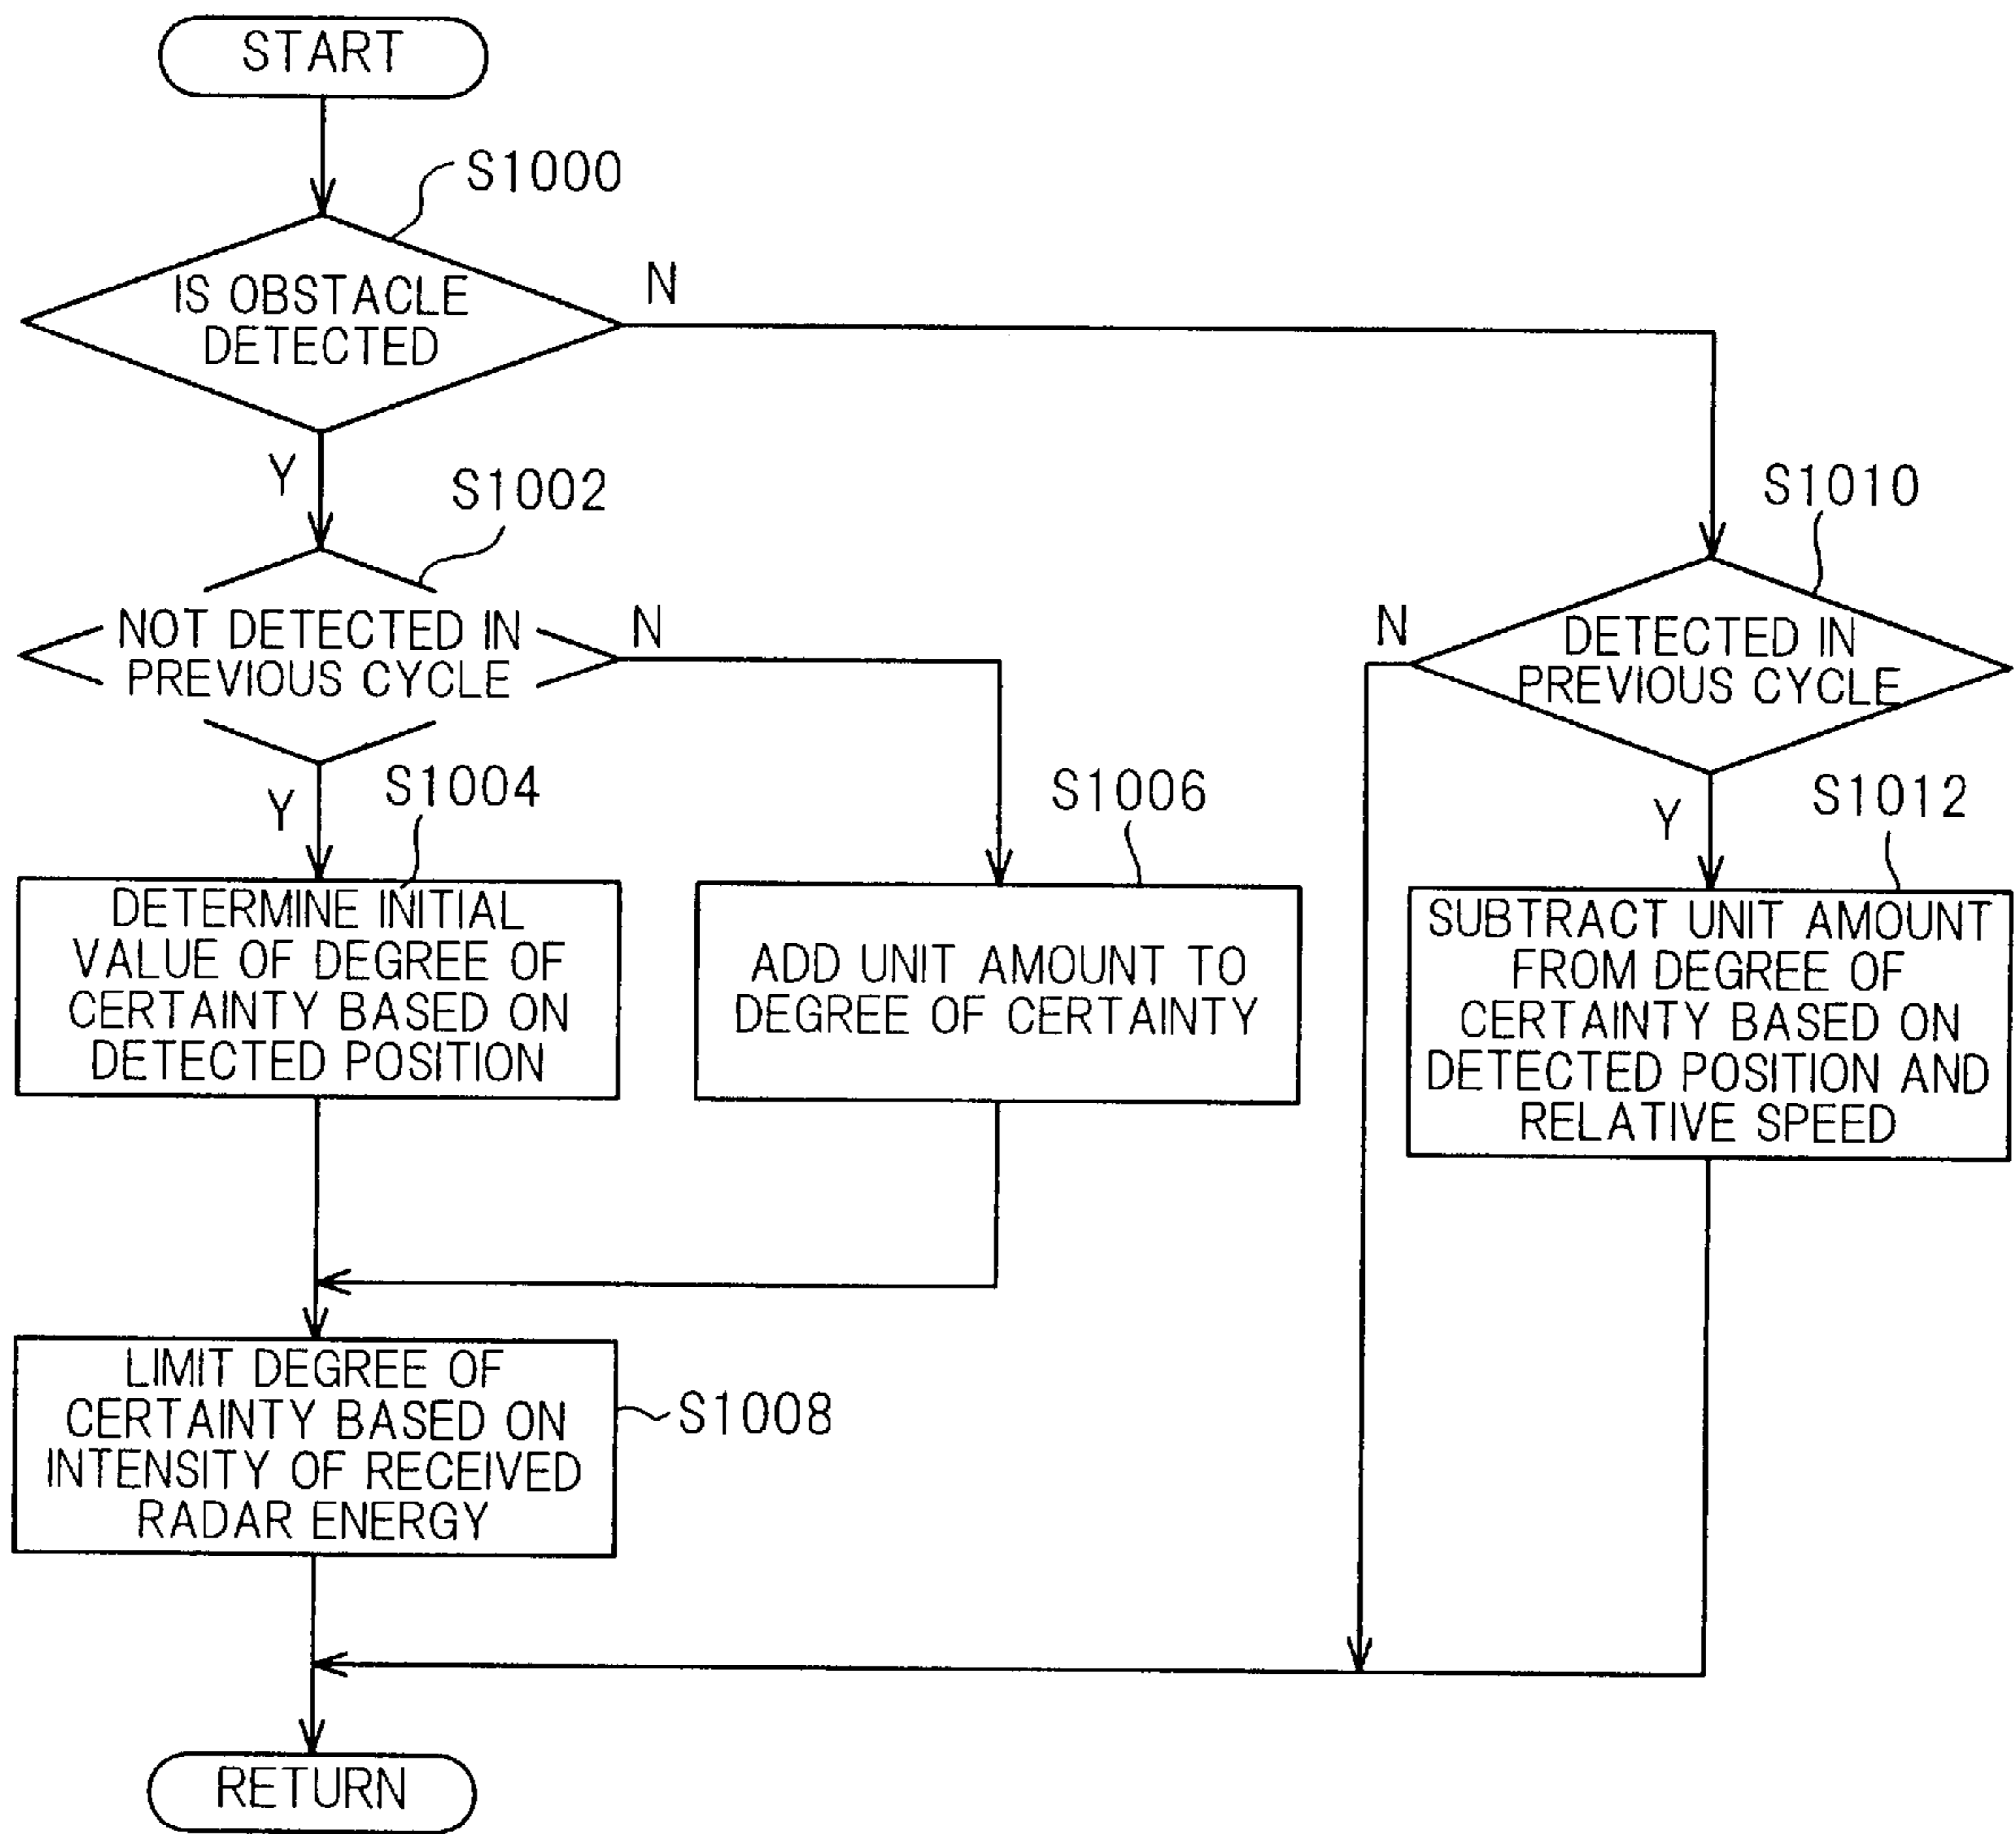 START
S1000
IS OBSTACLE
DETECTED
N
Y
S1002
NOT DETECTED IN
PREVIOUS CYCLE
N
Y
S1004
DETERMINE INITIAL
VALUE OF DEGREE OF
CERTAINTY BASED ON
DETECTED POSITION
S1006
ADD UNIT AMOUNT TO
DEGREE OF CERTAINTY
S1010
DETECTED IN
PREVIOUS CYCLE
N
Y
S1012
SUBTRACT UNIT AMOUNT
FROM DEGREE OF
CERTAINTY BASED ON
DETECTED POSITION AND
RELATIVE SPEED
LIMIT DEGREE OF
CERTAINTY BASED ON
INTENSITY OF RECEIVED
RADAR ENERGY
S1008
RETURN